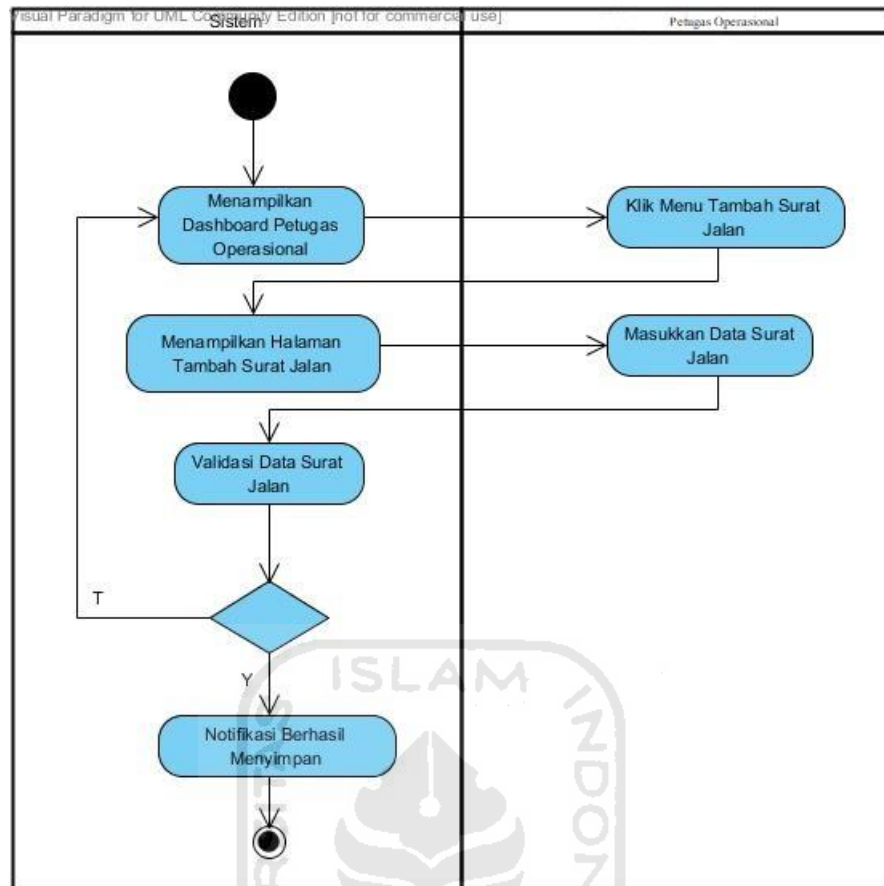 Visual Paradigm for UML Community Edition [not for commercial use]
Sistem
Petugas Operasional
Menampilkan
Dashboard Petugas
Operasional
Klik Menu Tambah Surat
Jalan
Menampilkan Halaman
Tambah Surat Jalan
Masukkan Data Surat
Jalan
Validasi Data Surat
Jalan
T
Y
Notifikasi Berhasil
Menyimpan
ISLAM